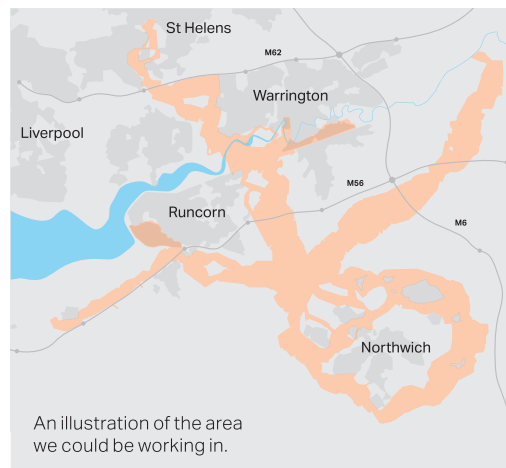 St Helens
M62
Warrington
Liverpool
M56
Runcorn
M6
Northwich
An illustration of the area
we could be working in.